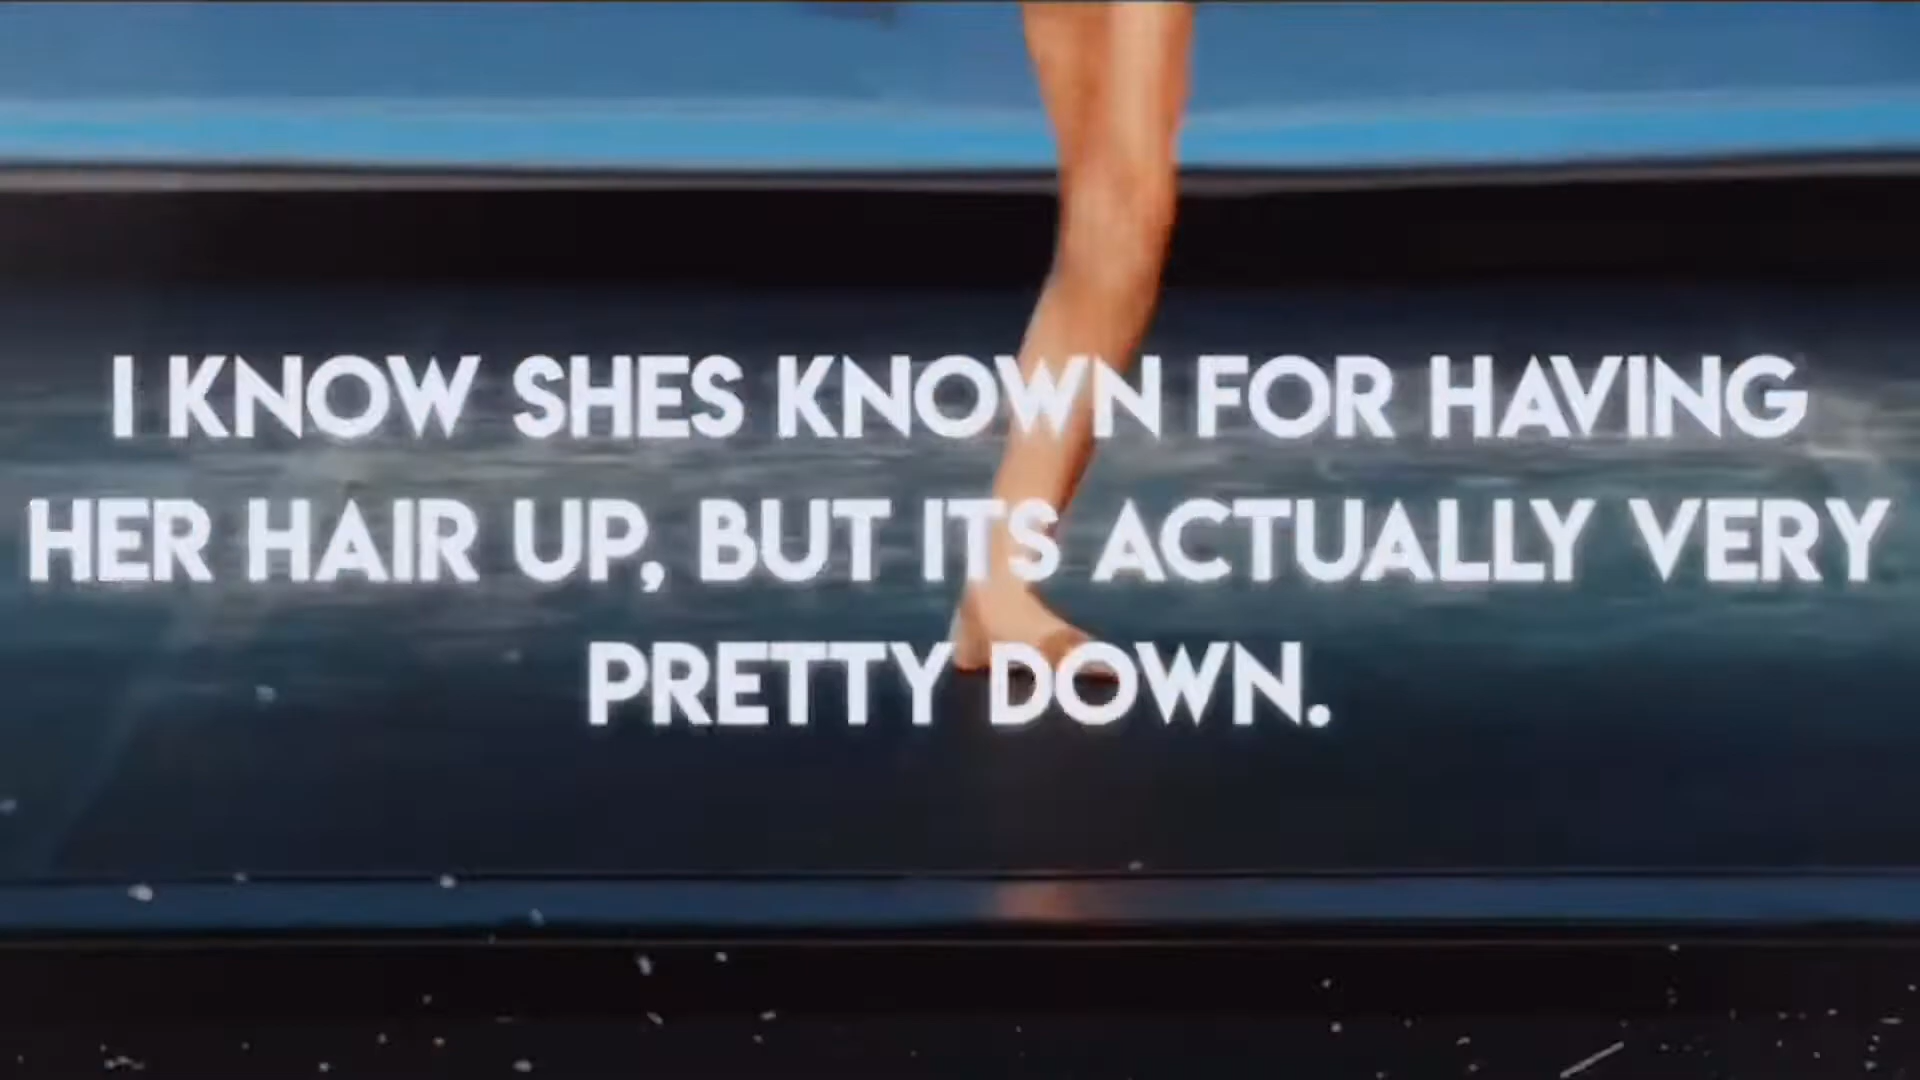 I KNOW SHES KNOWN FOR HAVING
HER HAIR UP, BUT ITS ACTUALLY VERY
PRETTY DOWN.